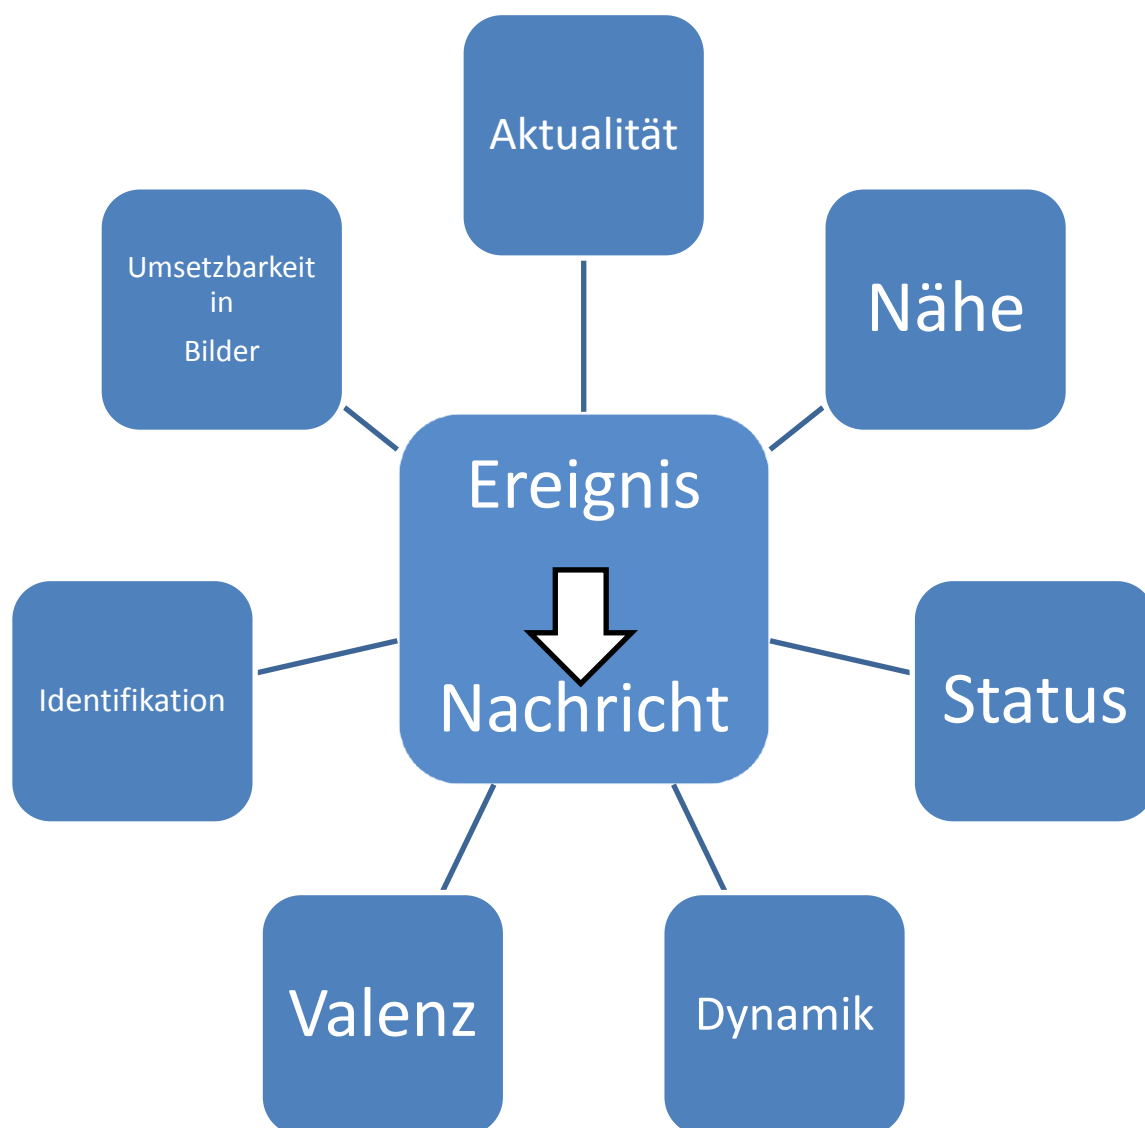 Aktualität
Nähe
Status
Dynamik
Valenz
Identifikation
Umsetzbarkeit
in
Bilder
Ereignis
Nachricht